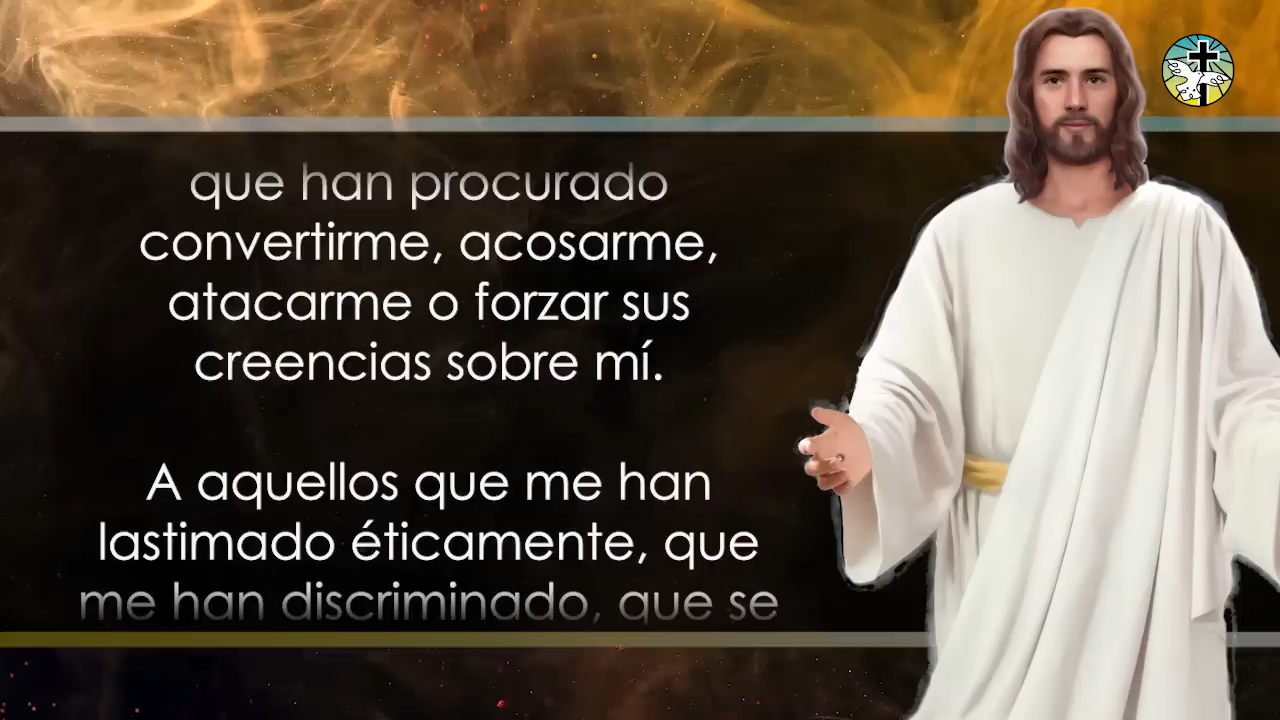 que han procurado
convertirme, acosarme,
atacarme o forzar sus
creencias sobre mí.
A aquellos que me han
lastimado éticamente, que
me han discriminado, que se